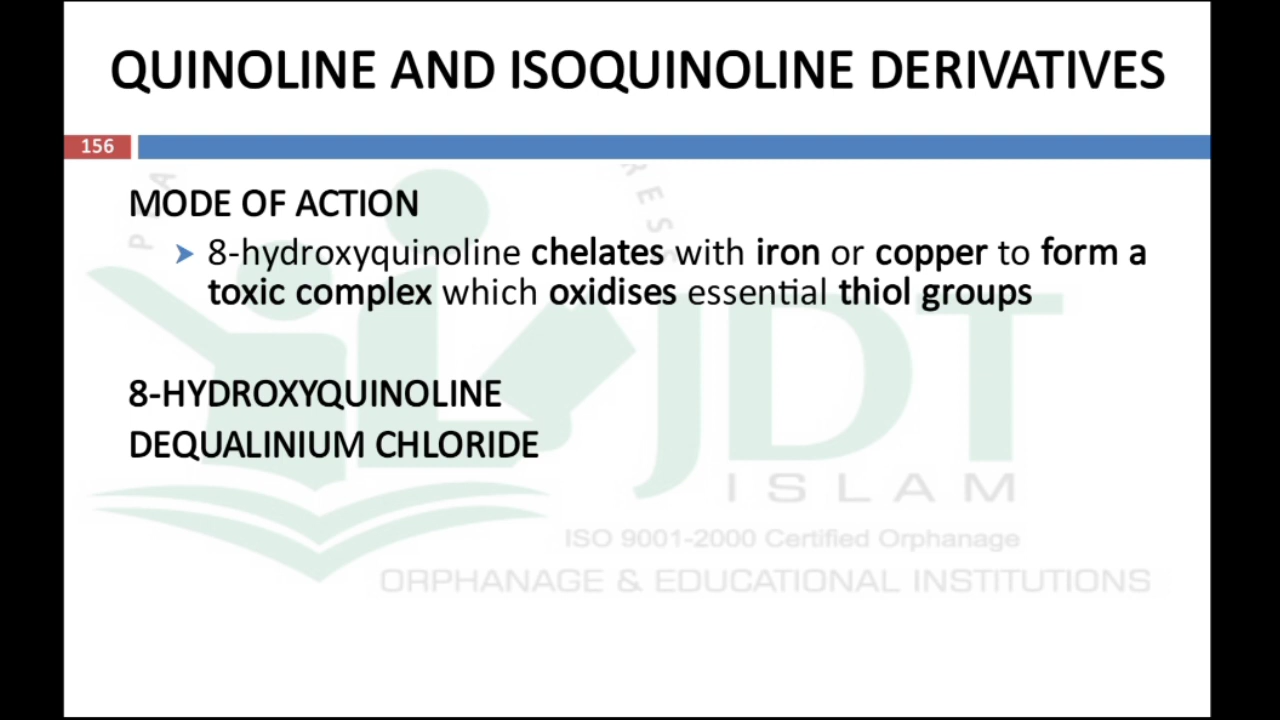 QUINOLINE AND ISOQUINOLINE DERIVATIVES
156
MODE OF ACTION
➤ 8-hydroxyquinoline chelates with iron or copper to form a
toxic complex which oxidises essential thiol groups
8-HYDROXYQUINOLINE
DEQUALINIUM CHLORIDE
JDT
ISLAM
ISO 9001-2000 Certified Orphanage
ORPHANAGE & EDUCATIONAL INSTITUTIONS